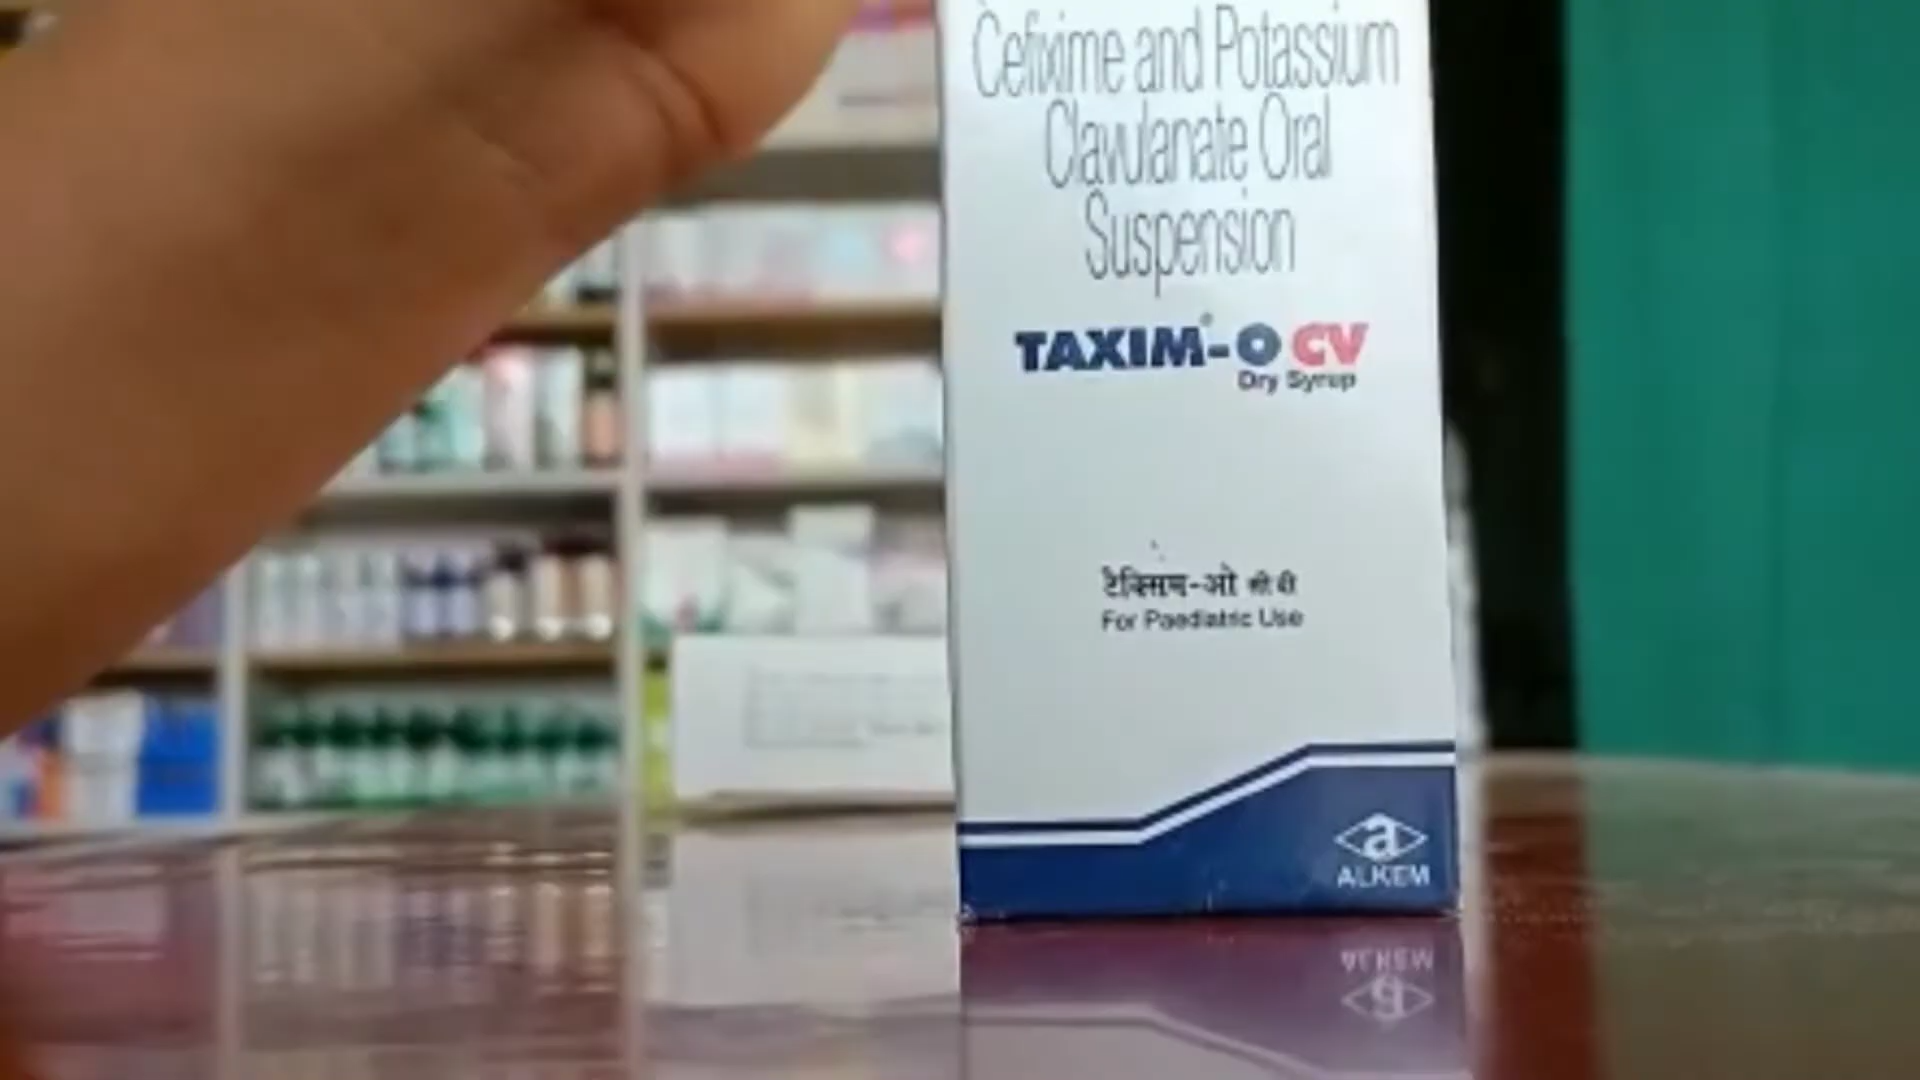 Cefixime and Potassium
Clavulanate Oral
Suspension
TAXIM®-O CV
Dry Syrup
टैक्सिम-ओ सी वी
For Paediatric Use
a
ALKEM